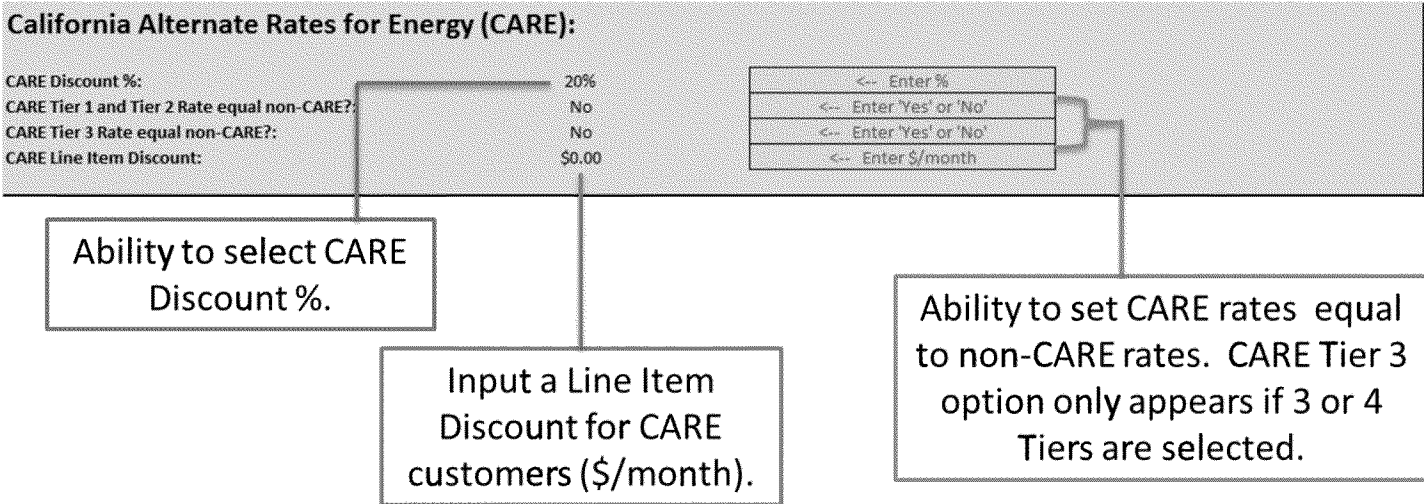 California Alternate Rates for Energy (CARE):
CARE Discount %: 20% <-- Enter %
CARE Tier 1 and Tier 2 Rate equal non-CARE?: No <-- Enter 'Yes' or 'No'
CARE Tier 3 Rate equal non-CARE?: No <-- Enter 'Yes' or 'No'
CARE Line Item Discount: $0.00 <-- Enter $/month
Ability to select CARE
Discount %.
Input a Line Item
Discount for CARE
customers ($/month).
Ability to set CARE rates equal
to non-CARE rates. CARE Tier 3
option only appears if 3 or 4
Tiers are selected.